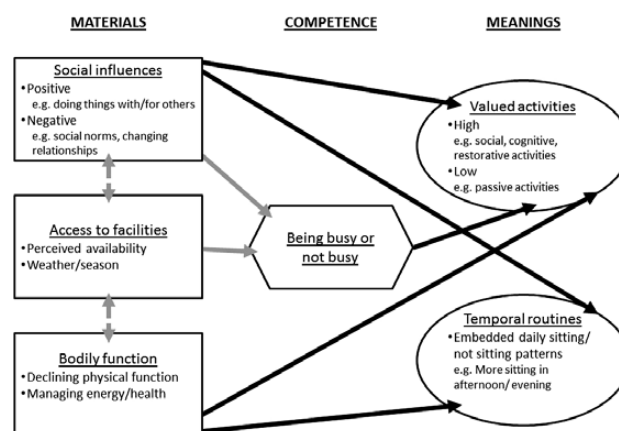 MATERIALS
COMPETENCE
MEANINGS
Social influences
•Positive
e.g. doing things with/for others
•Negative
e.g. social norms, changing
relationships
Access to facilities
•Perceived availability
•Weather/season
Bodily function
•Declining physical function
•Managing energy/health
Being busy or
not busy
Valued activities
•High
e.g. social, cognitive,
restorative activities
•Low
e.g. passive activities
Temporal routines
•Embedded daily sitting/
not sitting patterns
e.g. More sitting in
afternoon/ evening